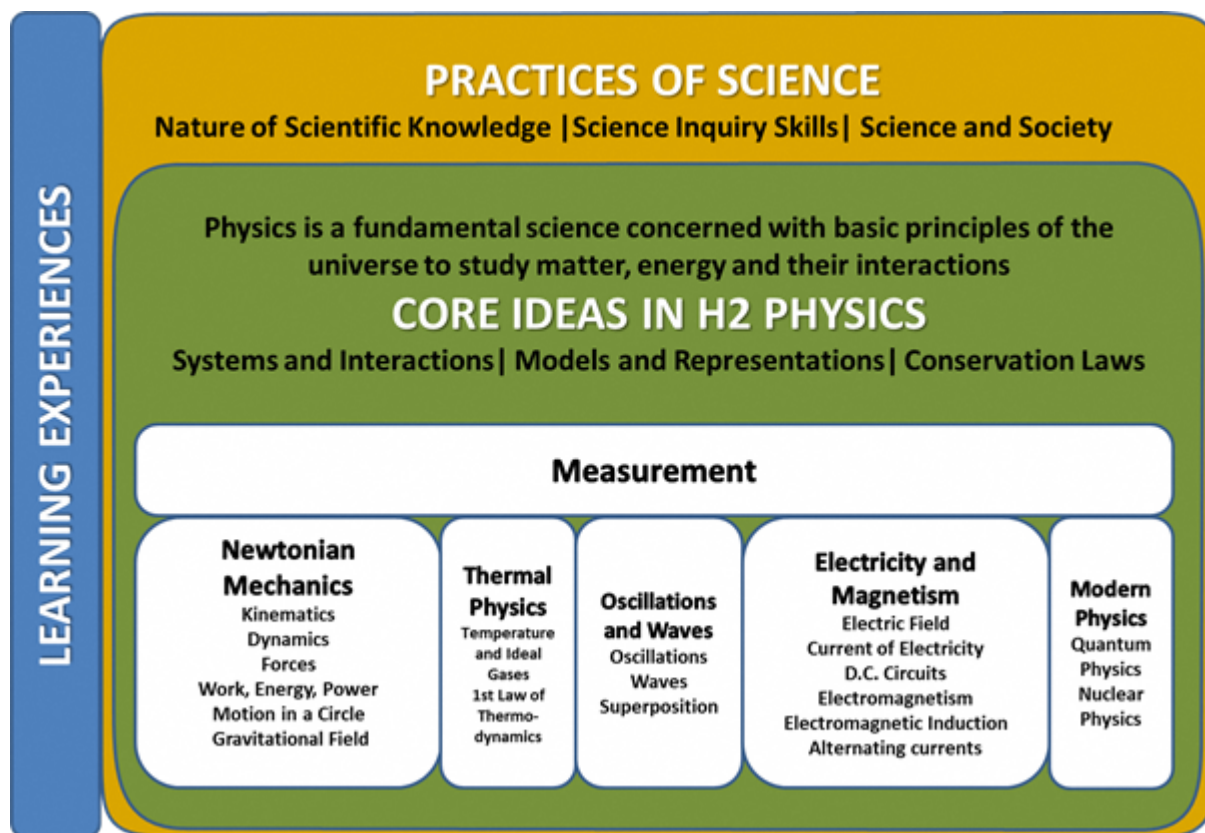 LEARNING EXPERIENCES
PRACTICES OF SCIENCE
Nature of Scientific Knowledge |Science Inquiry Skills| Science and Society
Physics is a fundamental science concerned with basic principles of the
universe to study matter, energy and their interactions
CORE IDEAS IN H2 PHYSICS
Systems and Interactions| Models and Representations| Conservation Laws
Measurement
Newtonian
Mechanics
Kinematics
Dynamics
Forces
Work, Energy, Power
Motion in a Circle
Gravitational Field
Thermal
Physics
Temperature
and Ideal
Gases
1st Law of
Thermo-
dynamics
Oscillations
and Waves
Oscillations
Waves
Superposition
Electricity and
Magnetism
Electric Field
Current of Electricity
D.C. Circuits
Electromagnetism
Electromagnetic Induction
Alternating currents
Modern
Physics
Quantum
Physics
Nuclear
Physics